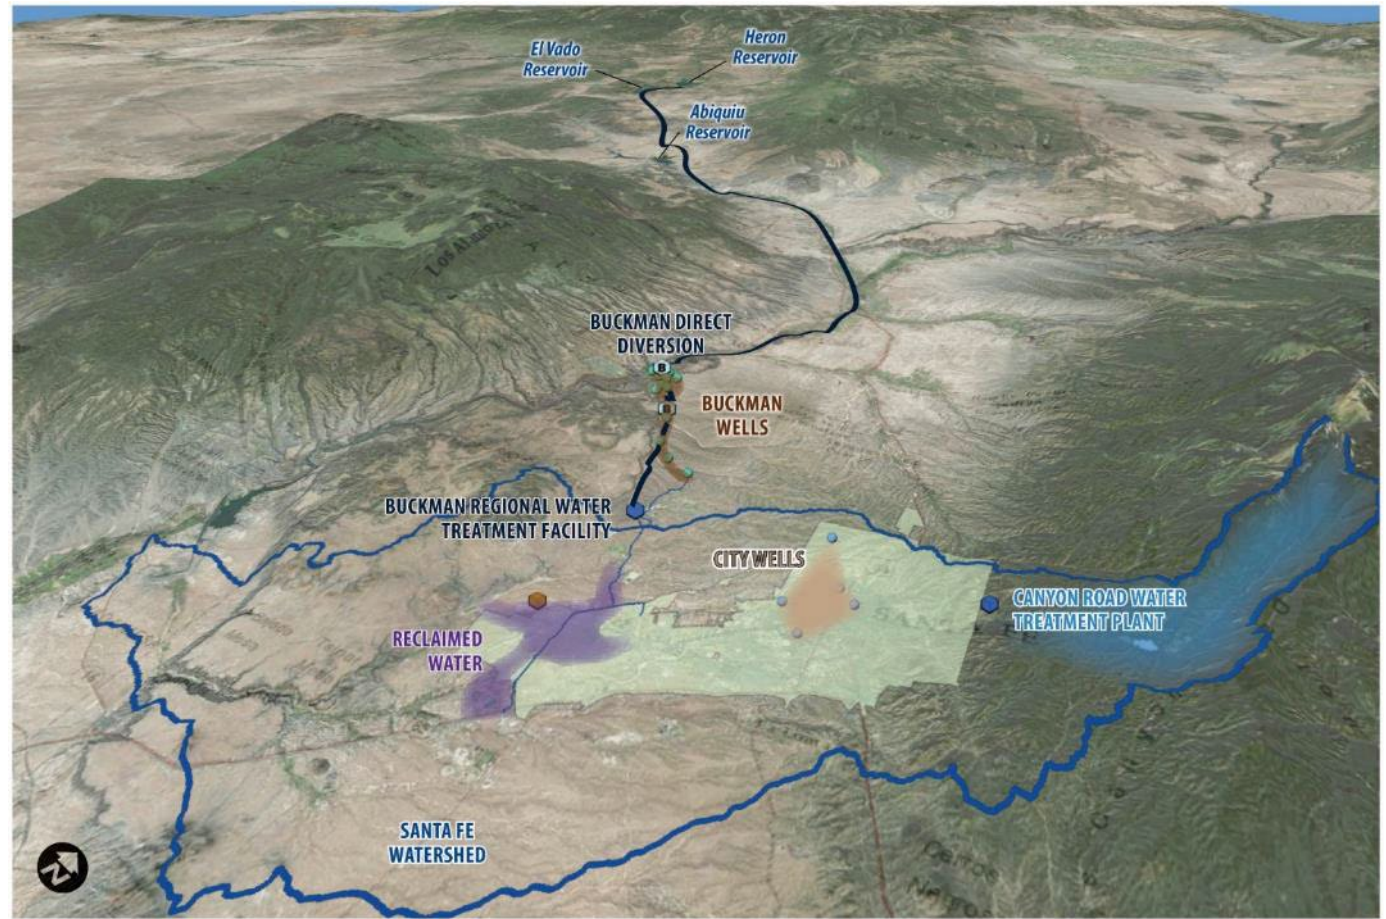 El Vado
Reservoir
Heron
Reservoir
Abiquiu
Reservoir
BUCKMAN DIRECT
DIVERSION
B
B
BUCKMAN
WELLS
BUCKMAN REGIONAL WATER
TREATMENT FACILITY
CITY WELLS
CANYON ROAD WATER
TREATMENT PLANT
RECLAIMED
WATER
SANTA FE
WATERSHED
N